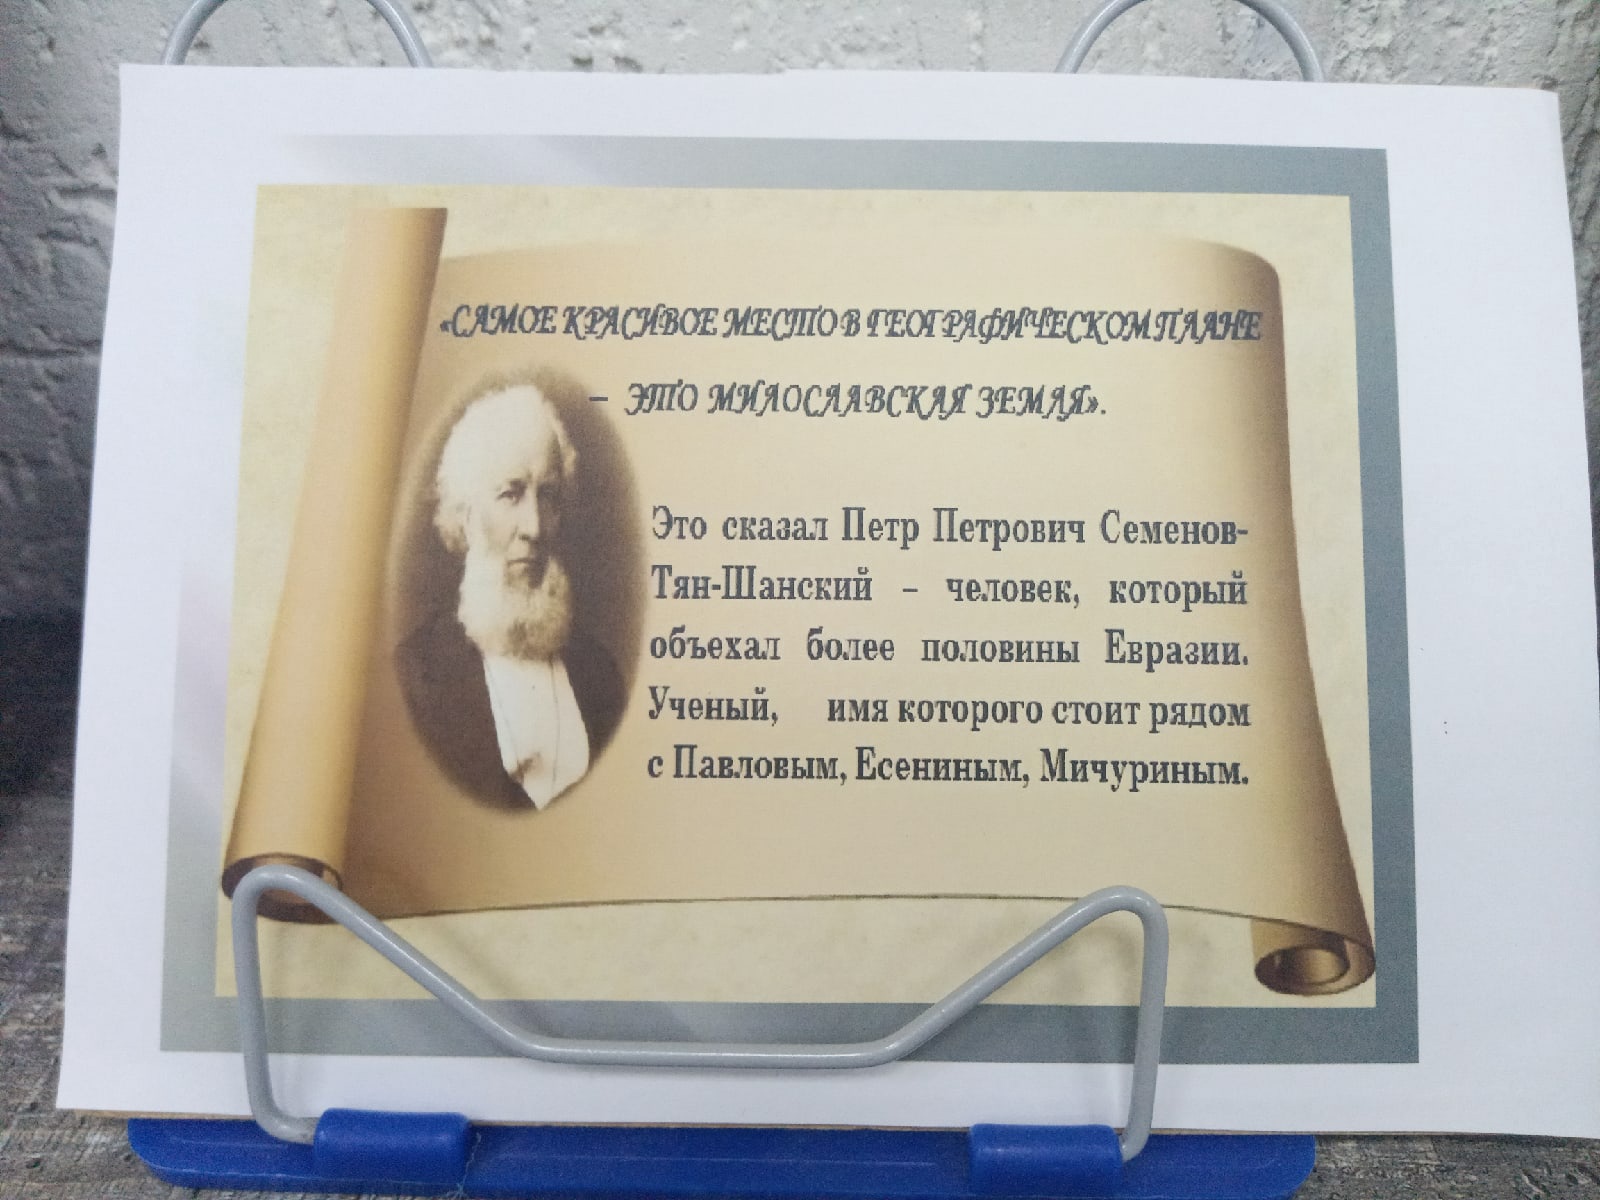 «САМОЕ КРАСИВОЕ МЕСТО В ГЕОГРАФИЧЕСКОМ ПЛАНЕ
– ЭТО МИЛОСЛАВСКАЯ ЗЕМЛЯ».
Это сказал Петр Петрович Семенов-
Тян-Шанский – человек, который
объехал более половины Евразии.
Ученый, имя которого стоит рядом
с Павловым, Есениным, Мичуриным.